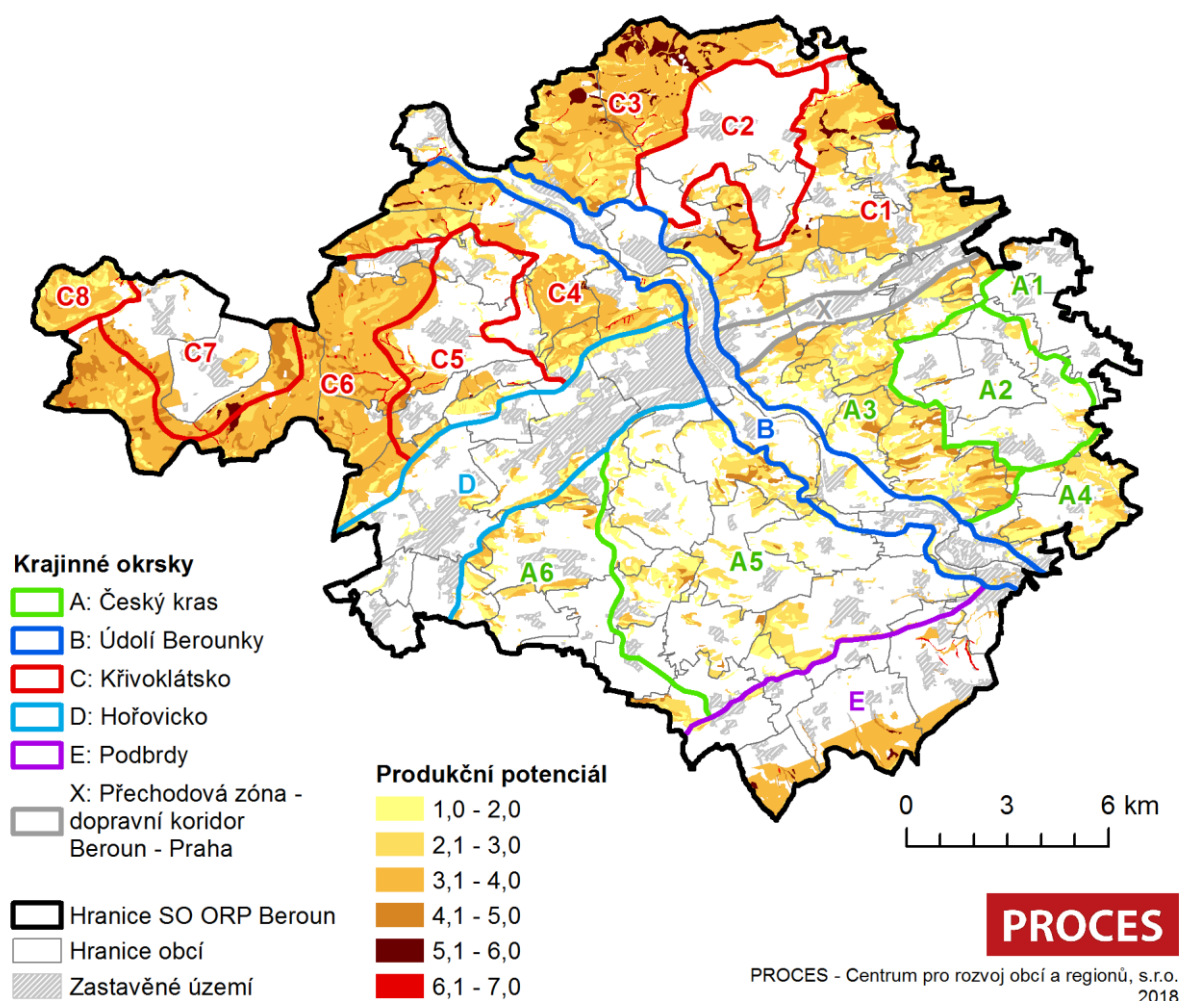 C3
C2
C1
C8
C4
A1
X
C7
C5
C6
A2
A3
B
D
A4
A6
A5
E
Krajinné okrsky
A: Český kras
B: Údolí Berounky
C: Křivoklátsko
D: Hořovicko
E: Podbrdy
X: Přechodová zóna -
dopravní koridor
Beroun - Praha
Hranice SO ORP Beroun
Hranice obcí
Zastavěné území
Produkční potenciál
1,0 - 2,0
2,1 - 3,0
3,1 - 4,0
4,1 - 5,0
5,1 - 6,0
6,1 - 7,0
0 3 6 km
PROCES
PROCES - Centrum pro rozvoj obcí a regionů, s.r.o.
2018